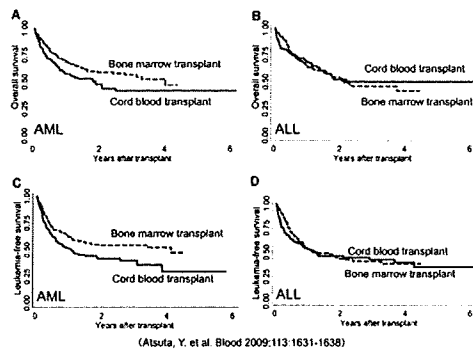 A
Overall survival
0.00 0.25 0.50 0.75 1.00
Bone marrow transplant
Cord blood transplant
AML
0 2 4 6
Years after transplant
B
Overall survival
0.00 0.25 0.50 0.75 1.00
Cord blood transplant
Bone marrow transplant
ALL
0 2 4 6
Years after transplant
C
Leukemia-free survival
0.00 0.25 0.50 0.75 1.00
Bone marrow transplant
Cord blood transplant
AML
0 2 4 6
Years after transplant
D
Leukemia-free survival
0.00 0.25 0.50 0.75 1.00
Cord blood transplant
Bone marrow transplant
ALL
0 2 4 6
Years after transplant
(Atsuta, Y. et al. Blood 2009;113:1631-1638)